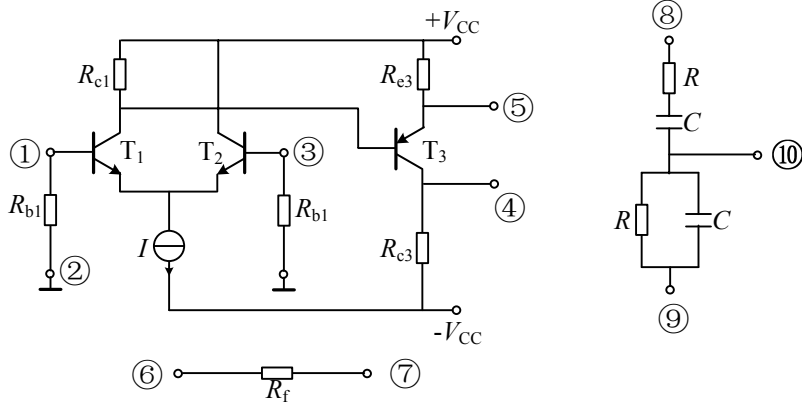 +VCC
⑧
Rc1
Re3
R
⑤
C
①
T1
T2
③
T3
⑩
④
Rb1
Rb1
R
C
I
Rc3
②
⑨
-VCC
⑥
Rf
⑦